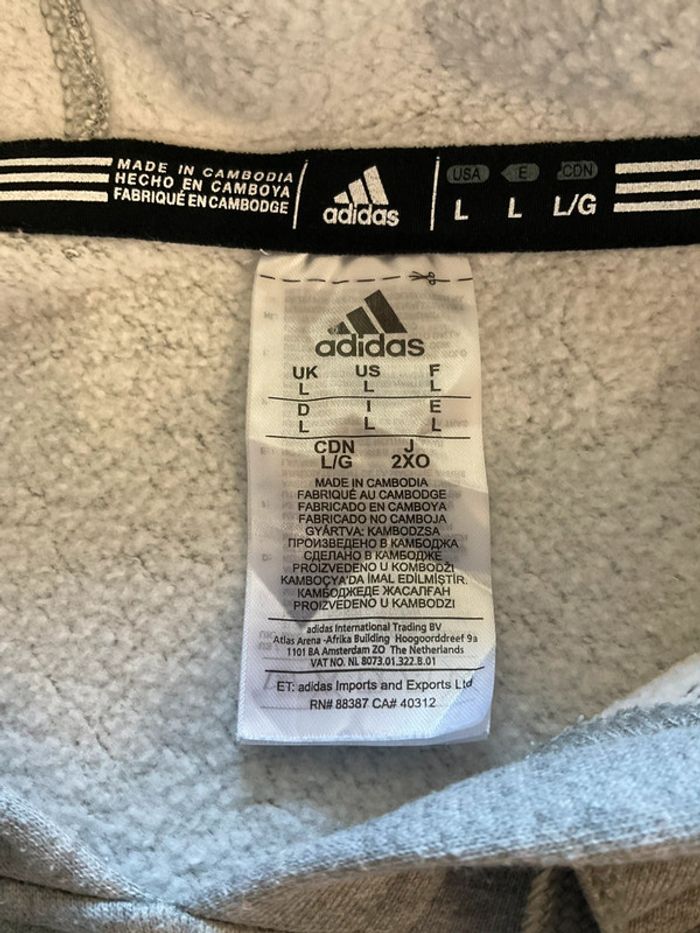 MADE IN CAMBODIA
HECHO EN CAMBOYA
FABRIQUÉ EN CAMBODGE
adidas
USA E CDN
L L L/G
adidas
UK US F
L L L
D I E
L L L
CDN J
L/G 2XO
MADE IN CAMBODIA
FABRIQUÉ AU CAMBODGE
FABRICADO EN CAMBOYA
FABRICADO NO CAMBOJA
GYÁRTVA: KAMBODZSA
ПРОИЗВЕДЕНО В КАМБОДЖА
СДЕЛАНО В КАМБОДЖЕ
PROIZVEDENO U KOMBODŽI
KAMBOÇYA'DA İMAL EDİLMİŞTİR.
КАМБОДЖЕДЕ ЖАСАЛҒАН
PROIZVEDENO U KAMBODZI
adidas International Trading BV
Atlas Arena -Afrika Building Hoogoorddreef 9a
1101 BA Amsterdam ZO The Netherlands
VAT NO. NL 8073.01.322.B.01
ET: adidas Imports and Exports Ltd
RN# 88387 CA# 40312